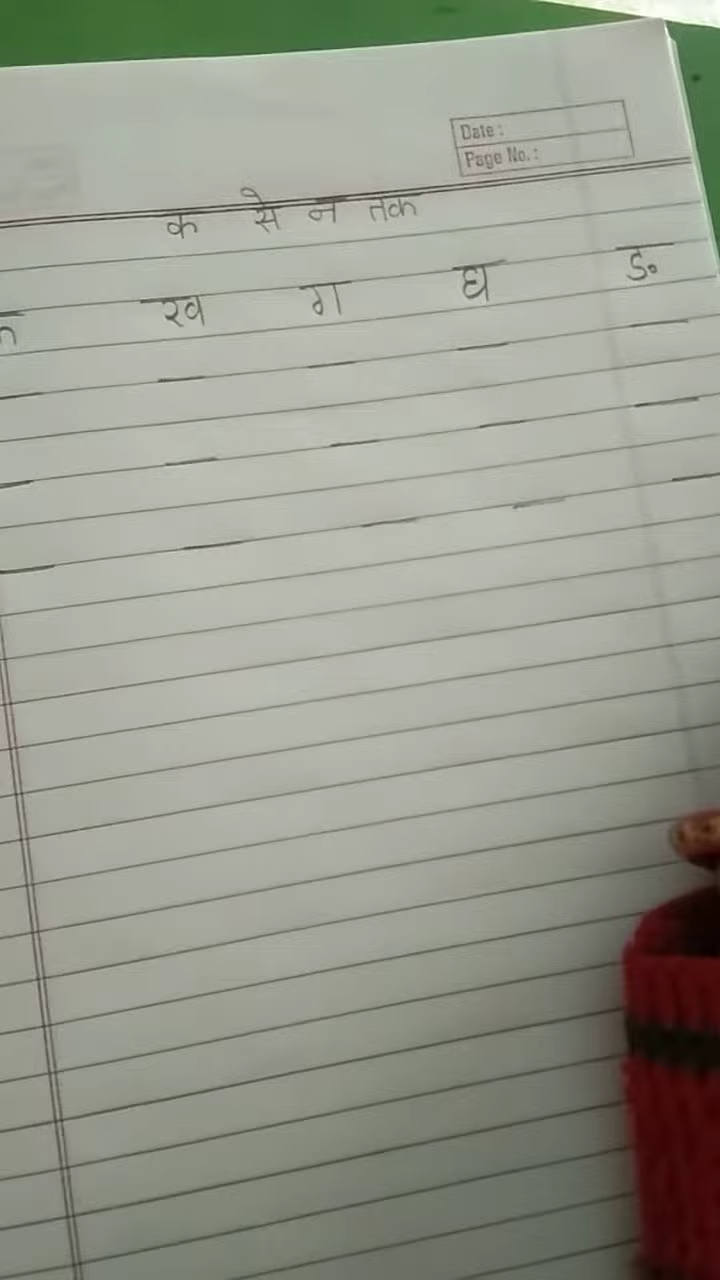 Date :
Page No. :
क से न तक
क ख ग घ ङ